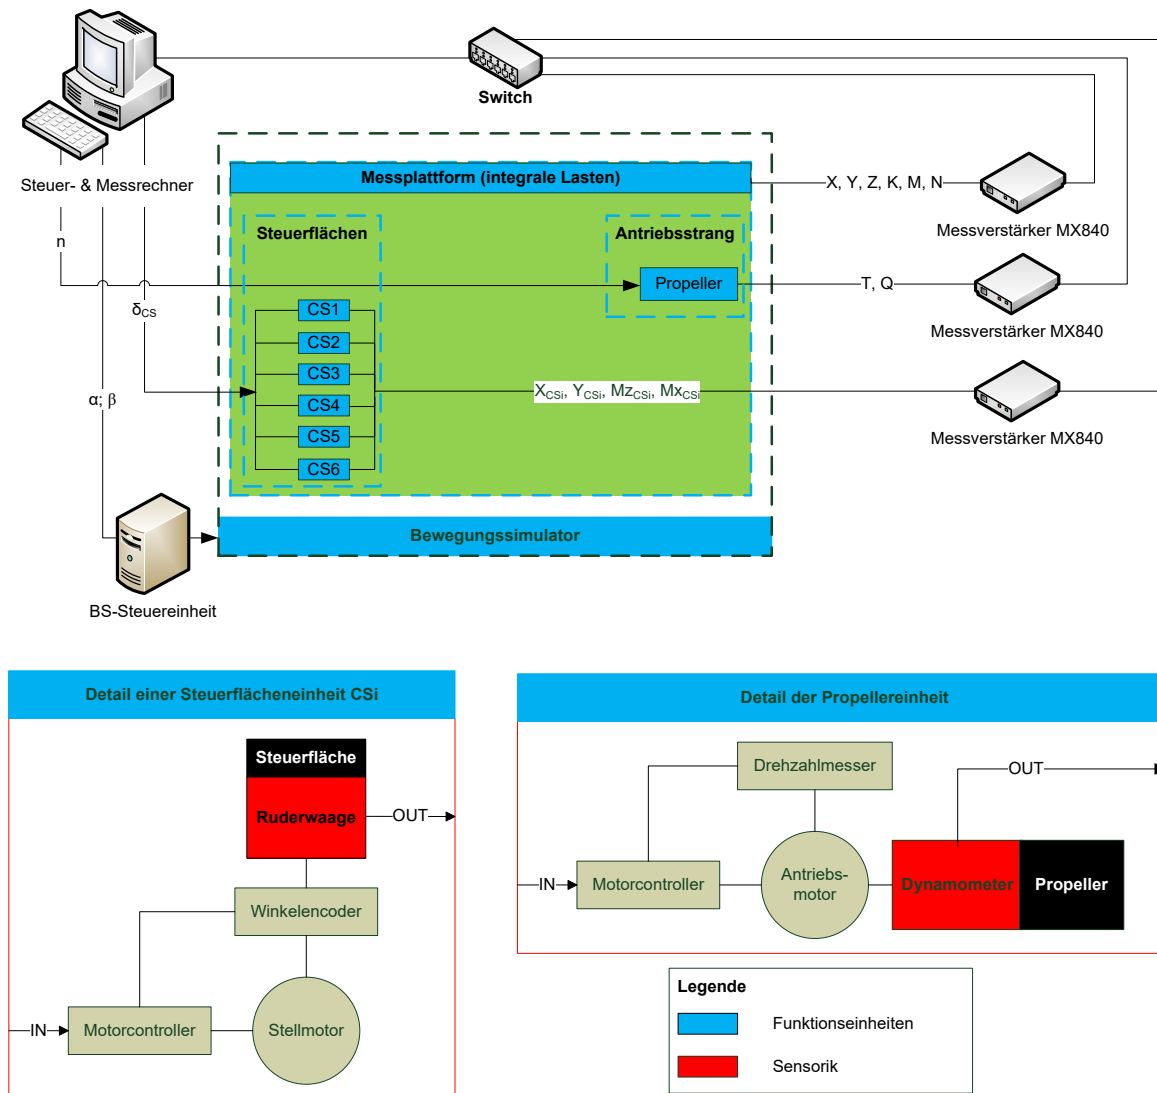 Switch
Steuer- & Messrechner
Messplattform (integrale Lasten)
X, Y, Z, K, M, N
Messverstärker MX840
n
Steuerflächen
Antriebsstrang
Propeller
T, Q
Messverstärker MX840
δCS
CS1
CS2
CS3
CS4
CS5
CS6
α; β
XCSi, YCSi, MzCSi, MxCSi
Messverstärker MX840
Bewegungssimulator
BS-Steuereinheit
Detail einer Steuerflächeneinheit CSi
Steuerfläche
Ruderwaage
OUT
Winkelencoder
IN
Motorcontroller
Stellmotor
Detail der Propellereinheit
Drehzahlmesser
OUT
IN
Motorcontroller
Antriebs-
motor
Dynamometer
Propeller
Legende
Funktionseinheiten
Sensorik